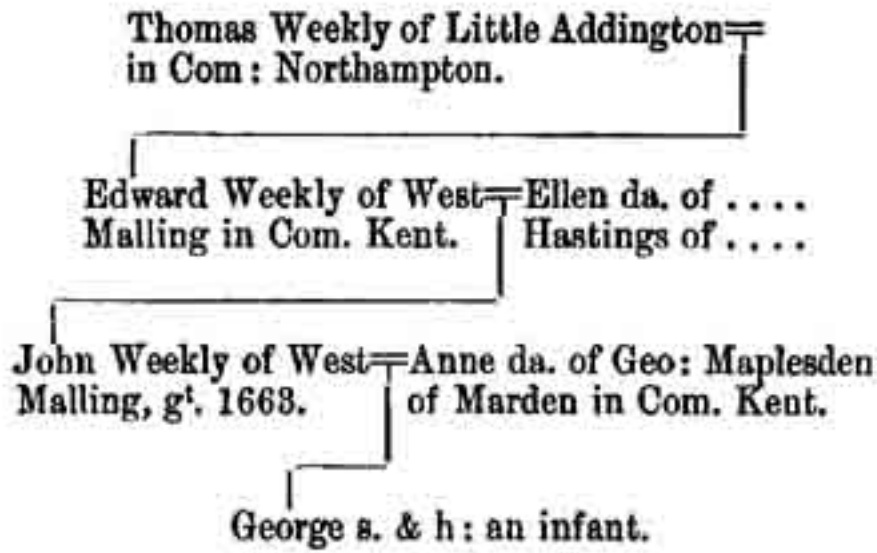 Thomas Weekly of Little Addington
in Com: Northampton.
Edward Weekly of West
Malling in Com. Kent.
Ellen da. of ....
Hastings of ....
John Weekly of West
Malling, gᵗ. 1663.
Anne da. of Geo: Maplesden
of Marden in Com. Kent.
George s. & h: an infant.